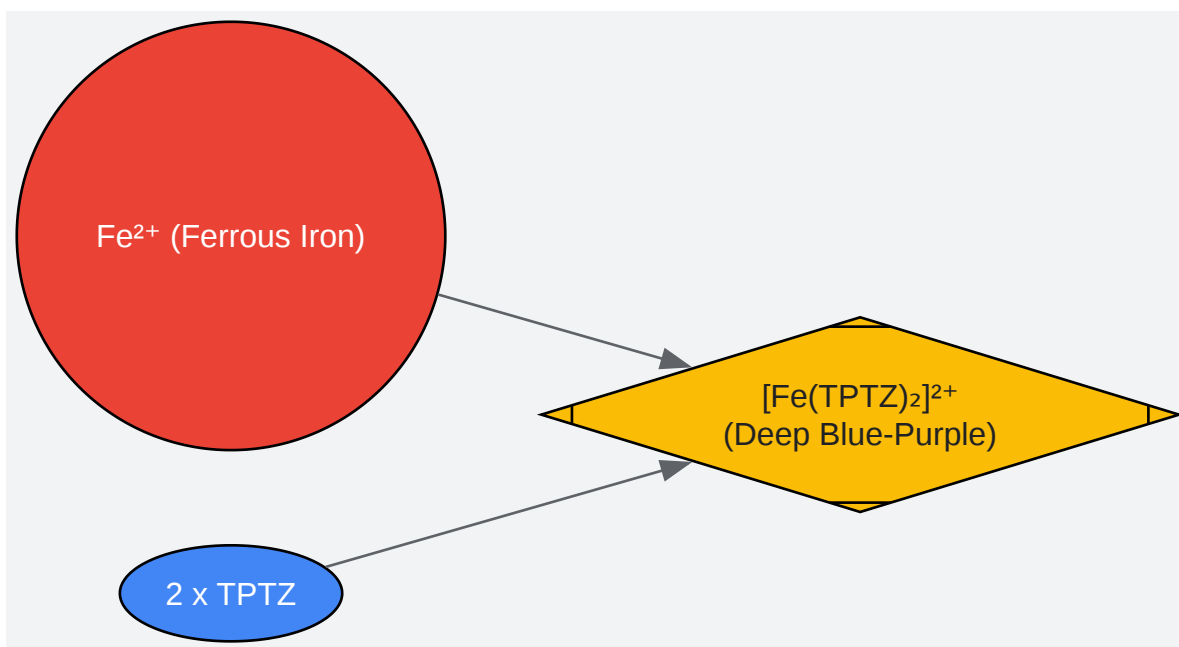 Fe²⁺ (Ferrous Iron)
[Fe(TPTZ)₂]²⁺
(Deep Blue-Purple)
2 x TPTZ